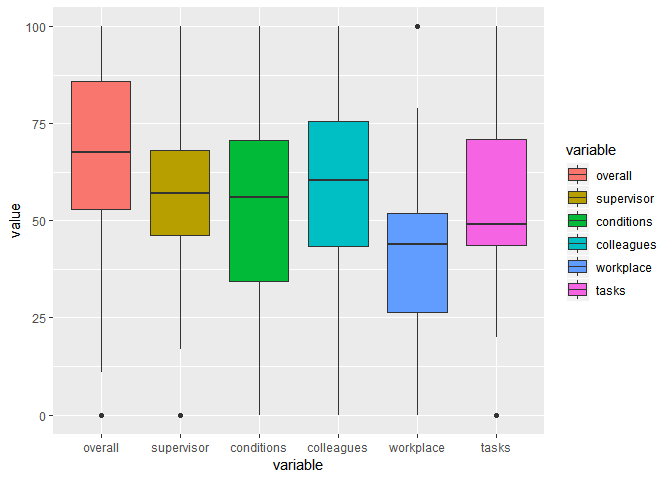 value
100
75
50
25
0
overall
supervisor
conditions
colleagues
workplace
tasks
variable
variable
overall
supervisor
conditions
colleagues
workplace
tasks